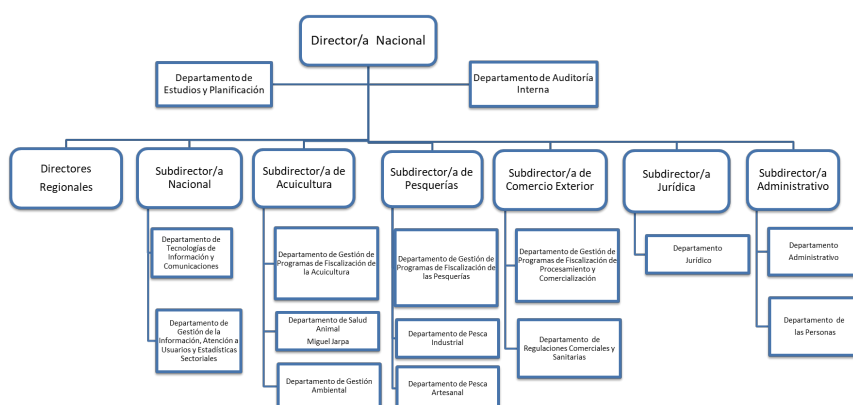 Director/a Nacional
Departamento de
Estudios y Planificación
Departamento de Auditoría
Interna
Directores
Regionales
Subdirector/a
Nacional
Subdirector/a de
Acuicultura
Subdirector/a de
Pesquerías
Subdirector/a de
Comercio Exterior
Subdirector/a
Jurídica
Subdirector/a
Administrativo
Departamento de
Tecnologías de
Información y
Comunicaciones
Departamento de
Gestión de la
Información, Atención a
Usuarios y Estadísticas
Sectoriales
Departamento de Gestión de
Programas de Fiscalización de
la Acuicultura
Departamento de Salud
Animal
Miguel Jarpa
Departamento de Gestión
Ambiental
Departamento de Gestión de
Programas de Fiscalización de
las Pesquerías
Departamento de Pesca
Industrial
Departamento de Pesca
Artesanal
Departamento de Gestión de
Programas de Fiscalización de
Procesamiento y
Comercialización
Departamento de
Regulaciones Comerciales y
Sanitarias
Departamento
Jurídico
Departamento
Administrativo
Departamento de
las Personas